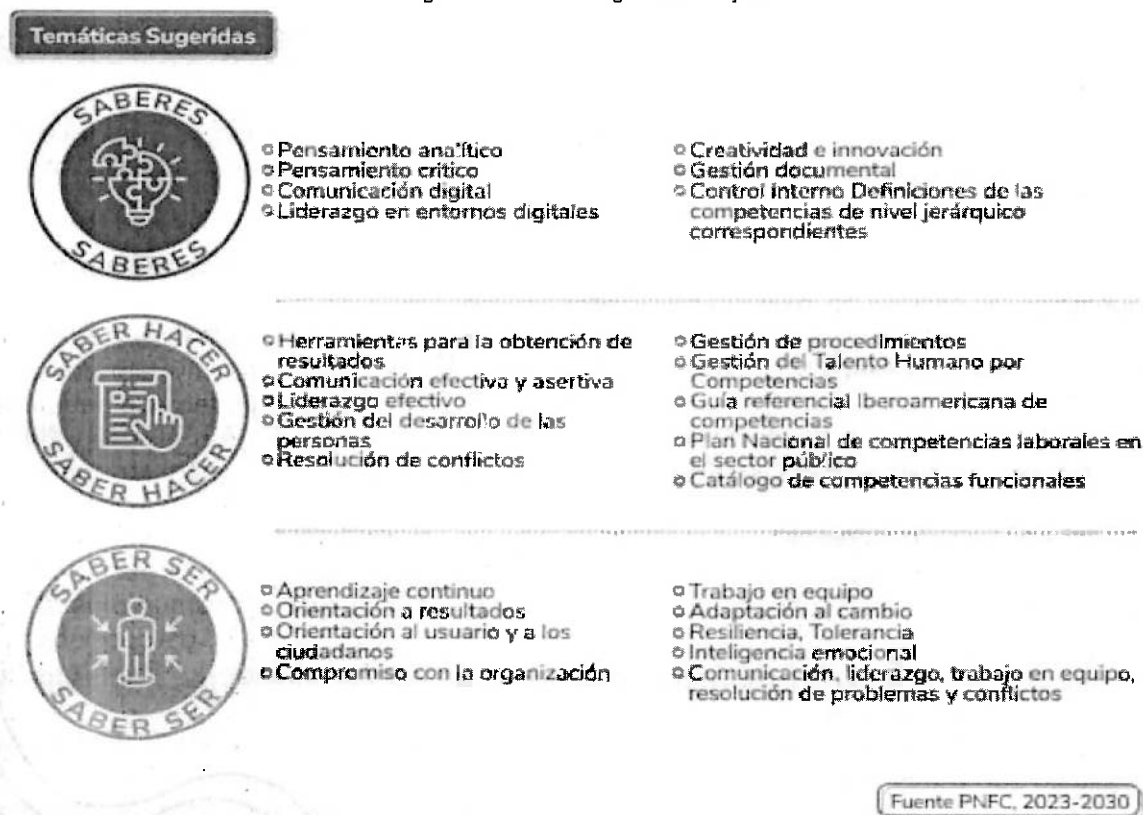 Temáticas Sugeridas
SABERES
SABERES
Pensamiento analítico
Pensamiento crítico
Comunicación digital
Liderazgo en entornos digitales
Creatividad e innovación
Gestión documental
Control Interno Definiciones de las
competencias de nivel jerárquico
correspondientes
SABER HACER
SABER HACER
Herramientas para la obtención de
resultados
Comunicación efectiva y asertiva
Liderazgo efectivo
Gestión del desarrollo de las
personas
Resolución de conflictos
Gestión de procedimientos
Gestión del Talento Humano por
Competencias
Guía referencial Iberoamericana de
competencias
Plan Nacional de competencias laborales en
el sector público
Catálogo de competencias funcionales
SABER SER
SABER SER
Aprendizaje continuo
Orientación a resultados
Orientación al usuario y a los
ciudadanos
Compromiso con la organización
Trabajo en equipo
Adaptación al cambio
Resiliencia, Tolerancia
Inteligencia emocional
Comunicación, liderazgo, trabajo en equipo,
resolución de problemas y conflictos
Fuente PNFC, 2023-2030